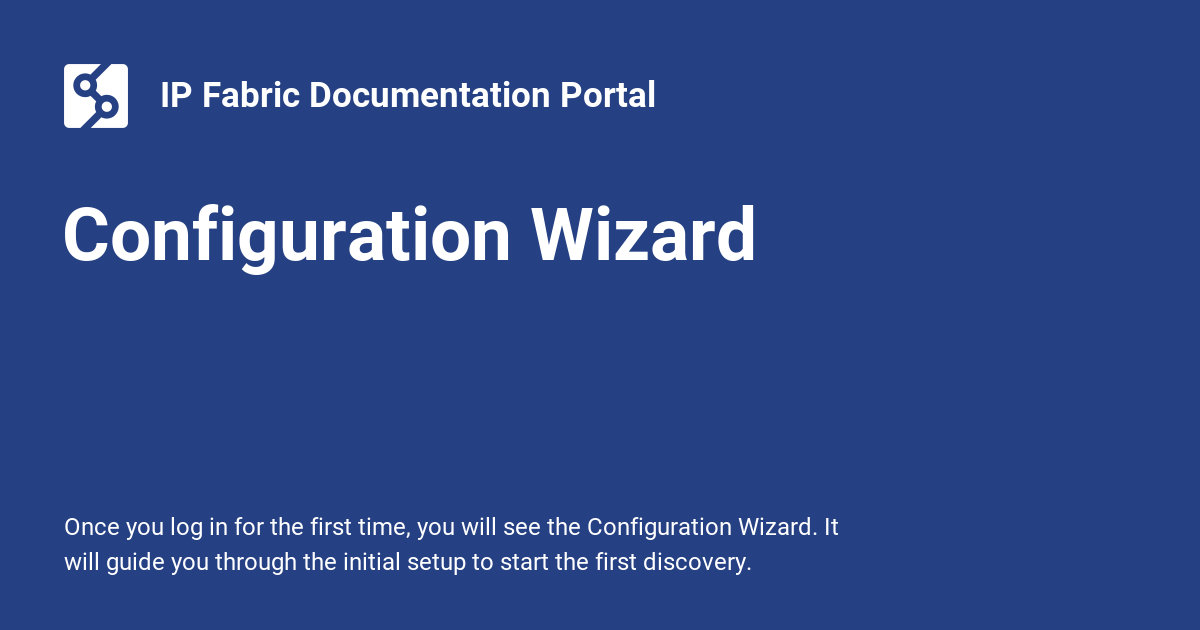 IP Fabric Documentation Portal
Configuration Wizard
Once you log in for the first time, you will see the Configuration Wizard. It
will guide you through the initial setup to start the first discovery.